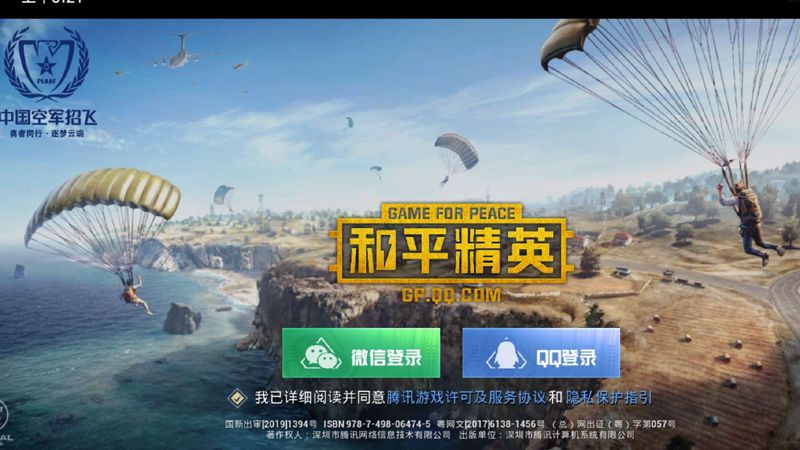 PLAAF
中国空军招飞
勇者同行·逐梦云端
GAME FOR PEACE
和平精英
GP.QQ.COM
微信登录
QQ登录
我已详细阅读并同意腾讯游戏许可及服务协议和隐私保护指引
国新出审[2019]1394号 ISBN 978-7-498-06474-5 粤网文[2017]6138-1456号 (总)网出证(粤)字第057号
著作权人:深圳市腾讯网络信息技术有限公司 出版单位:深圳市腾讯计算机系统有限公司